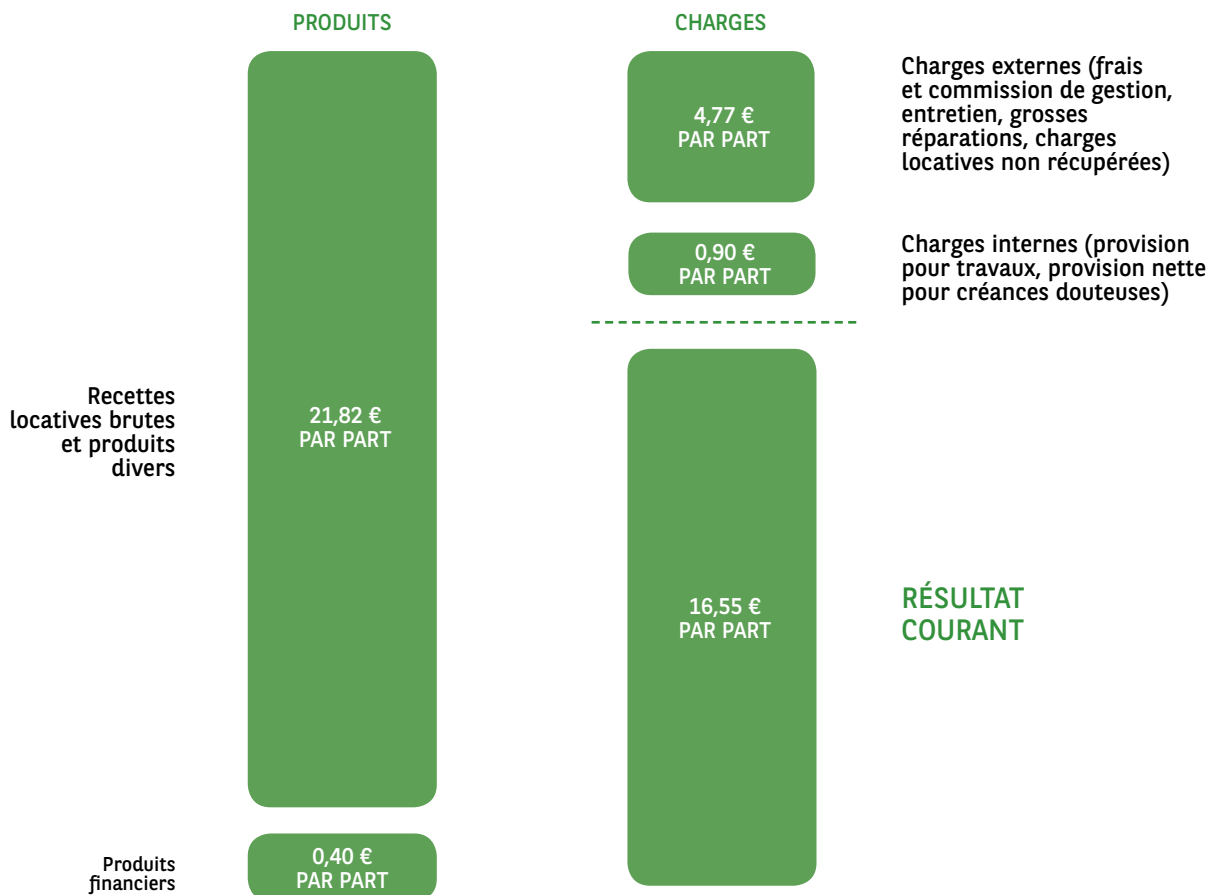 PRODUITS
CHARGES
4,77 €
PAR PART
Charges externes (frais
et commission de gestion,
entretien, grosses
réparations, charges
locatives non récupérées)
0,90 €
PAR PART
Charges internes (provision
pour travaux, provision nette
pour créances douteuses)
Recettes
locatives brutes
et produits
divers
21,82 €
PAR PART
16,55 €
PAR PART
RÉSULTAT
COURANT
Produits
financiers
0,40 €
PAR PART